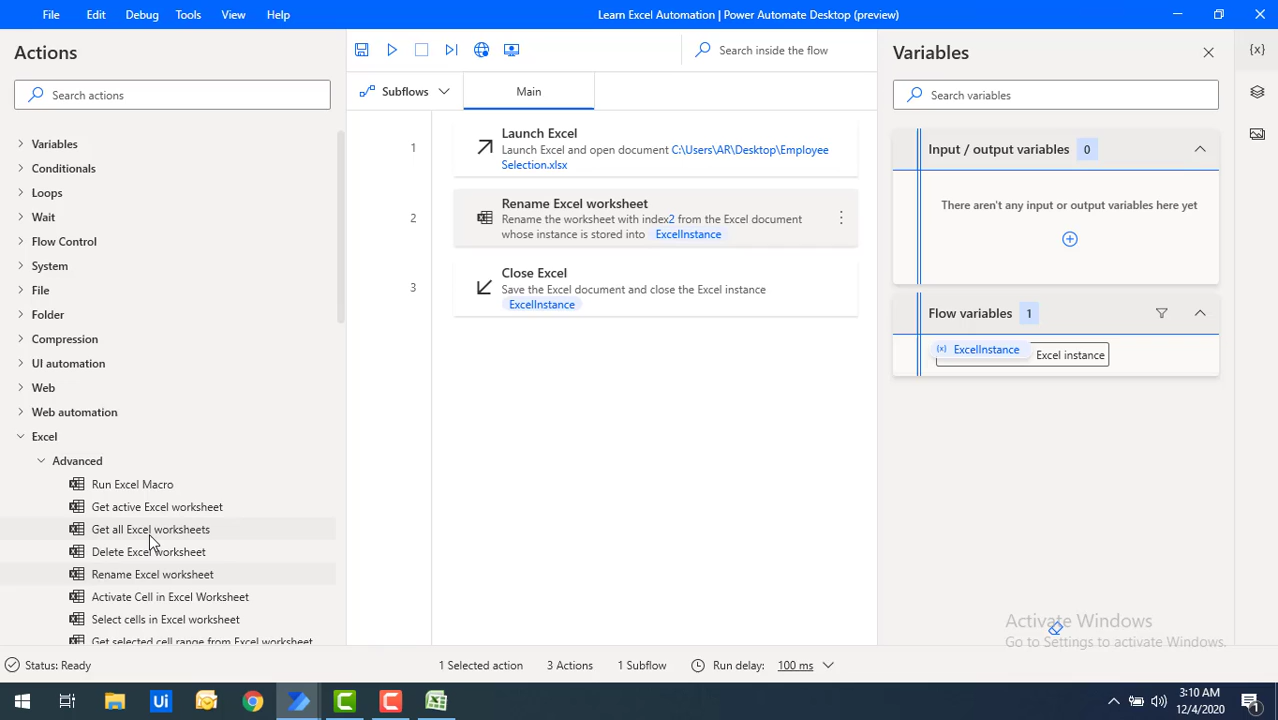 File Edit Debug Tools View Help
Learn Excel Automation | Power Automate Desktop (preview)
Actions
Search actions
Variables
Conditionals
Loops
Wait
Flow Control
System
File
Folder
Compression
UI automation
Web
Web automation
Excel
Advanced
Run Excel Macro
Get active Excel worksheet
Get all Excel worksheets
Delete Excel worksheet
Rename Excel worksheet
Activate Cell in Excel Worksheet
Select cells in Excel worksheet
Get selected cell range from Excel worksheet
Search inside the flow
Subflows
Main
1
Launch Excel
Launch Excel and open document C:\Users\AR\Desktop\Employee
Selection.xlsx
2
Rename Excel worksheet
Rename the worksheet with index2 from the Excel document
whose instance is stored into ExcelInstance
3
Close Excel
Save the Excel document and close the Excel instance
ExcelInstance
Variables
{x}
Search variables
Input / output variables 0
There aren't any input or output variables here yet
Flow variables 1
(x) ExcelInstance Excel instance
Activate Windows
Go to Settings to activate Windows.
Status: Ready 1 Selected action 3 Actions 1 Subflow Run delay: 100 ms
Ui
3:10 AM
12/4/2020
1